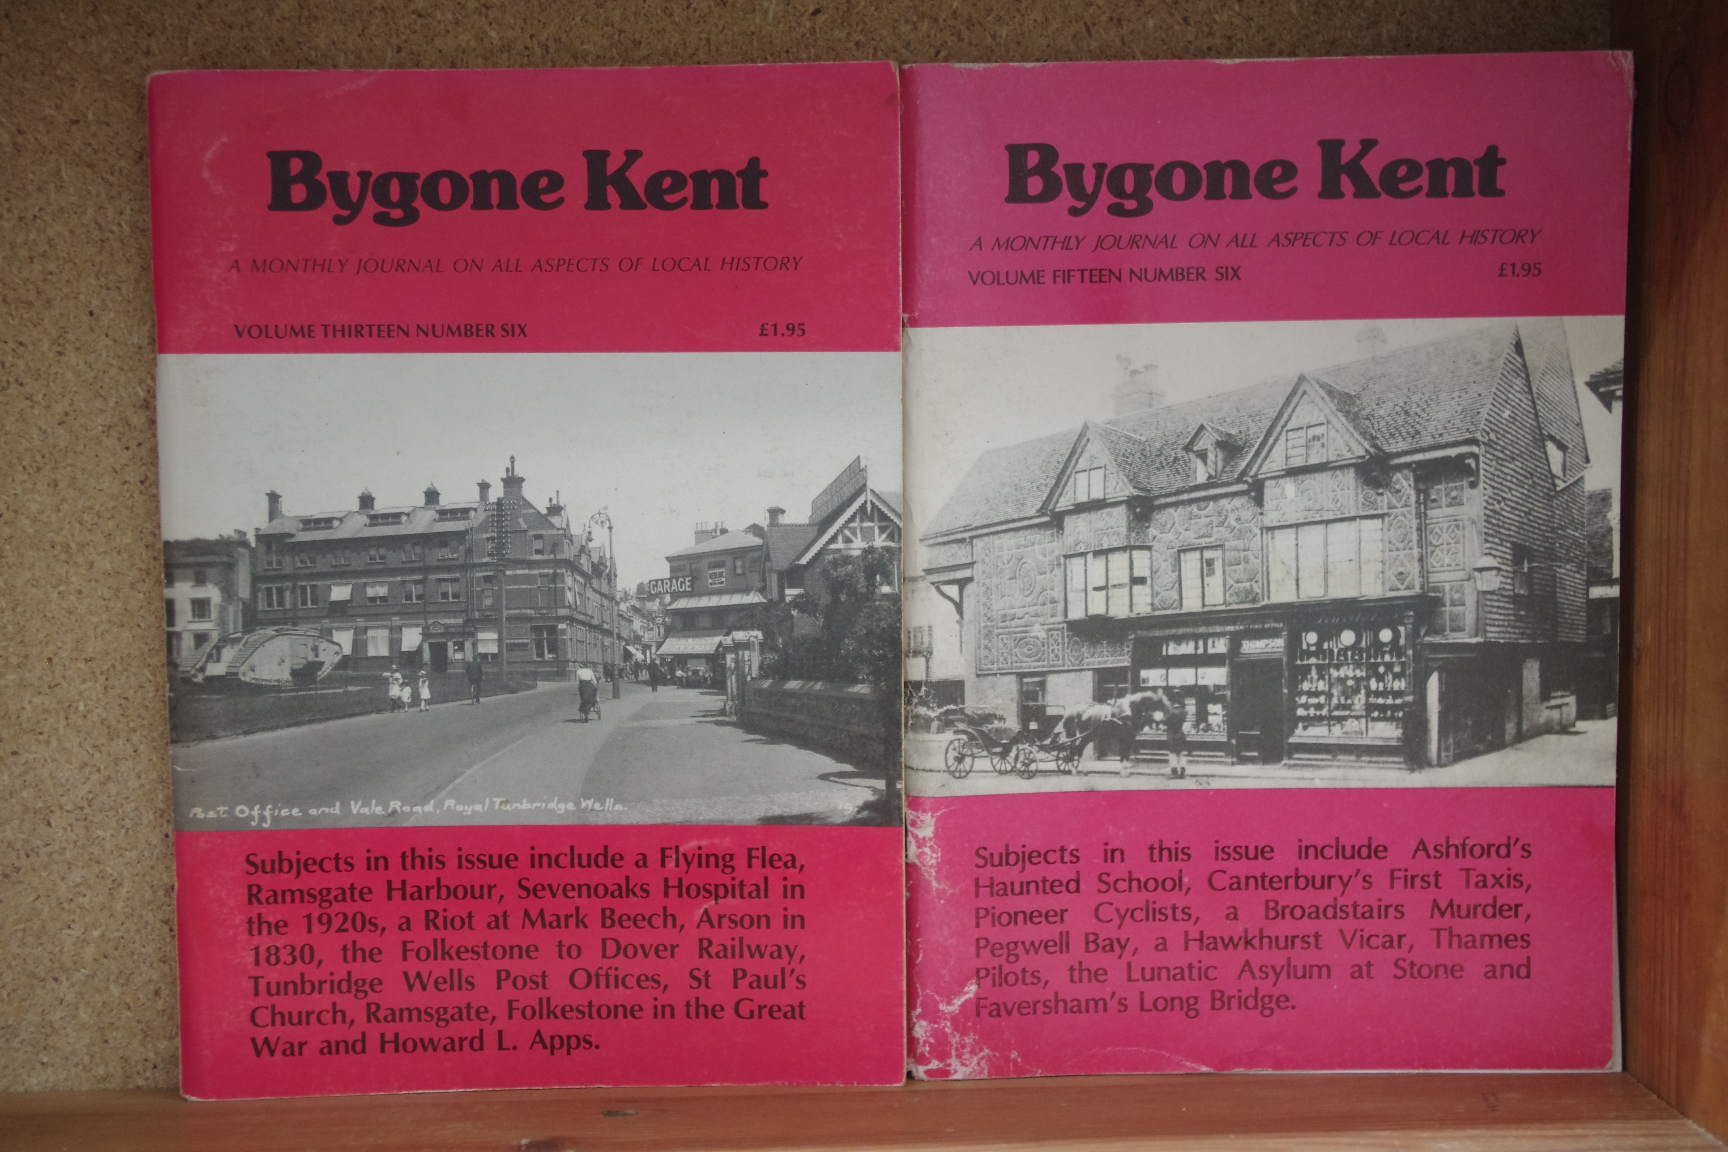 Bygone Kent
A MONTHLY JOURNAL ON ALL ASPECTS OF LOCAL HISTORY
VOLUME THIRTEEN NUMBER SIX £1.95
GARAGE
Post Office and Vale Road, Royal Tunbridge Wells.
Subjects in this issue include a Flying Flea,
Ramsgate Harbour, Sevenoaks Hospital in
the 1920s, a Riot at Mark Beech, Arson in
1830, the Folkestone to Dover Railway,
Tunbridge Wells Post Offices, St Paul's
Church, Ramsgate, Folkestone in the Great
War and Howard L. Apps.
Bygone Kent
A MONTHLY JOURNAL ON ALL ASPECTS OF LOCAL HISTORY
VOLUME FIFTEEN NUMBER SIX £1.95
THOMPSON
Subjects in this issue include Ashford's
Haunted School, Canterbury's First Taxis,
Pioneer Cyclists, a Broadstairs Murder,
Pegwell Bay, a Hawkhurst Vicar, Thames
Pilots, the Lunatic Asylum at Stone and
Faversham's Long Bridge.